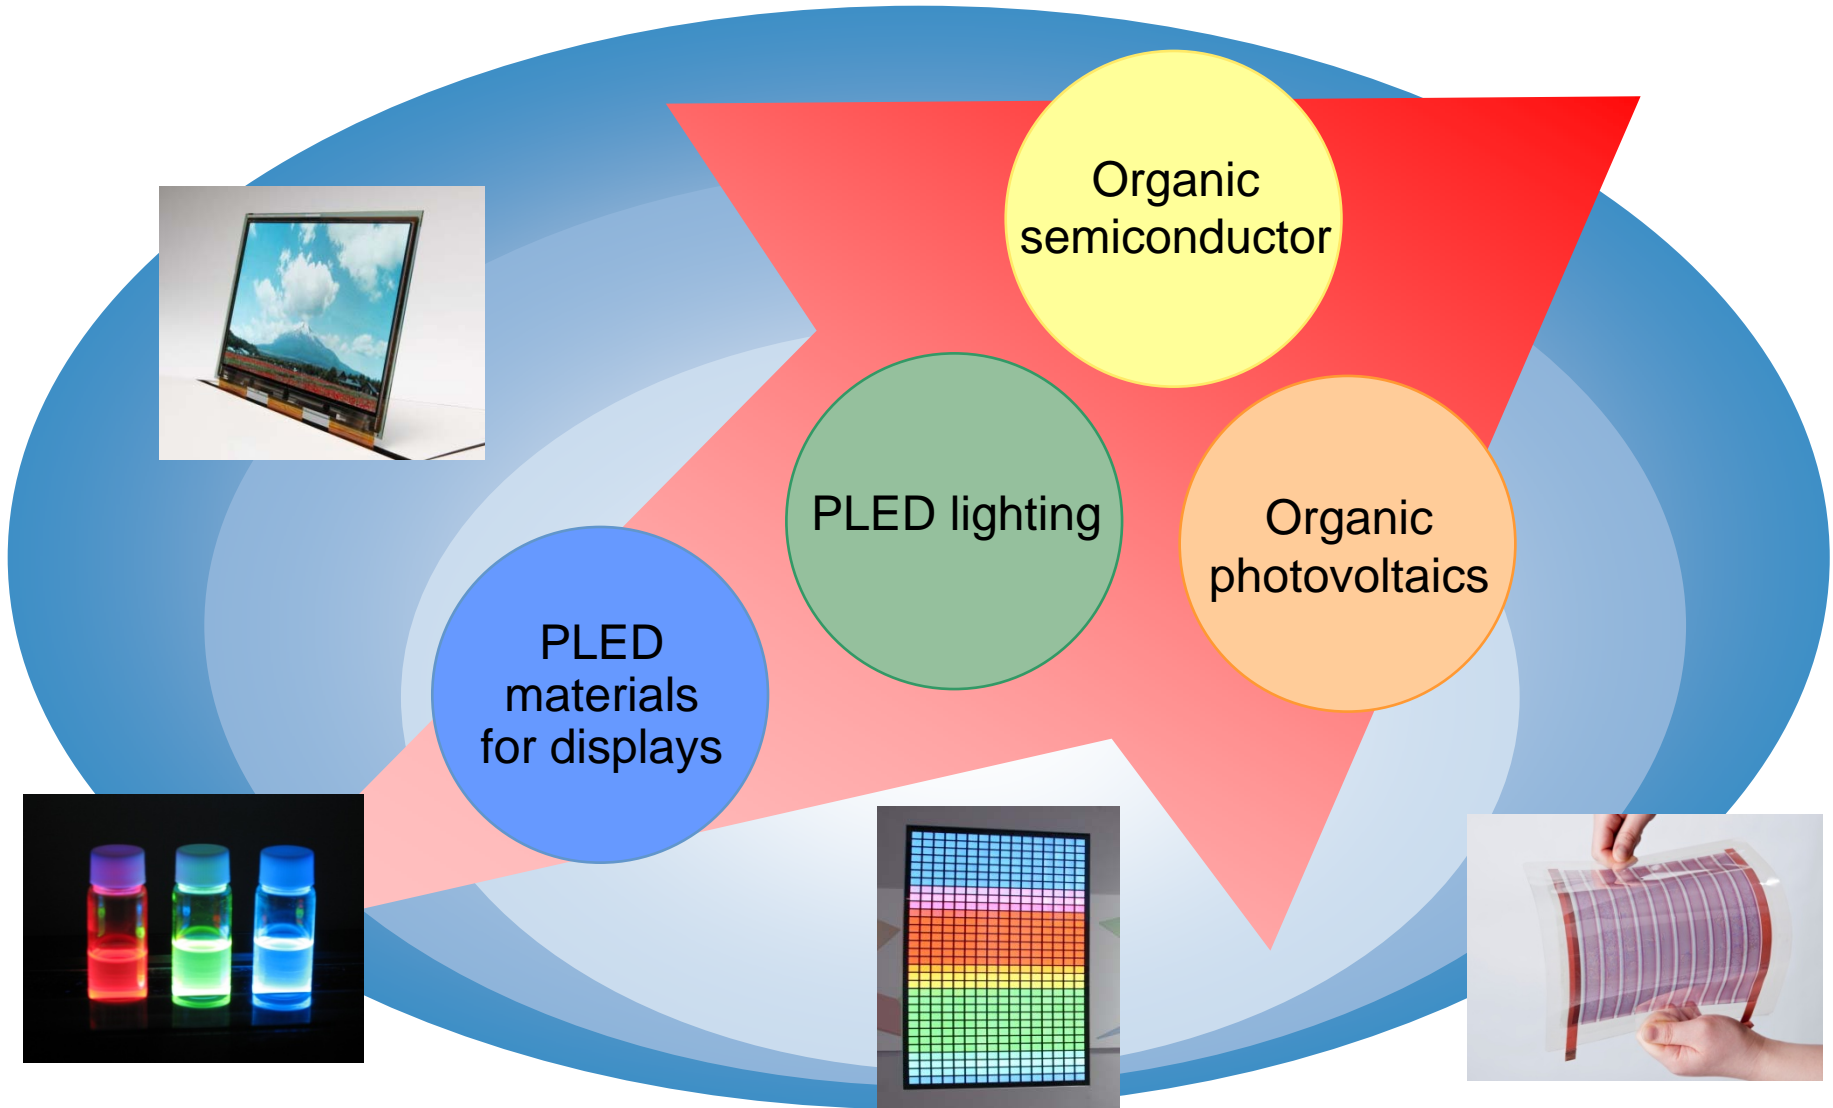 Organic
semiconductor
PLED lighting
Organic
photovoltaics
PLED
materials
for displays